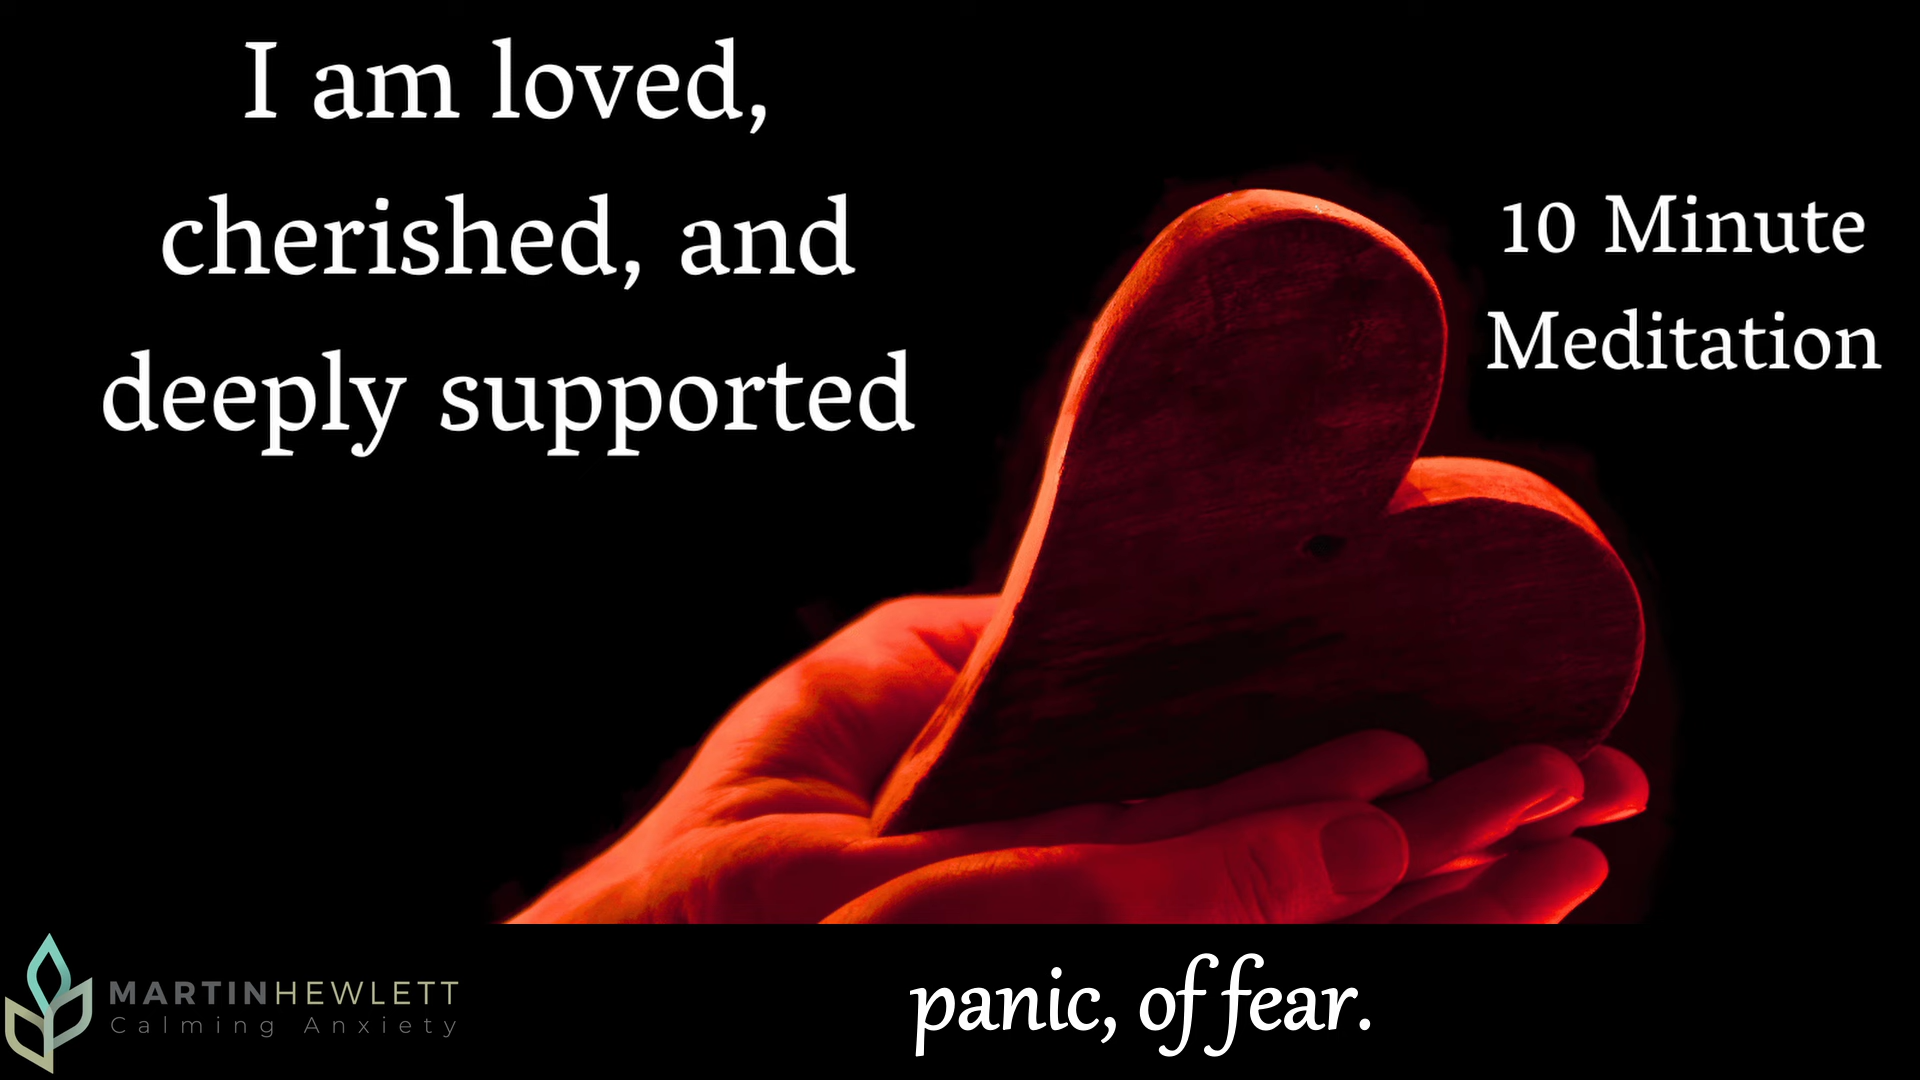 I am loved,
cherished, and
deeply supported
10 Minute
Meditation
MARTINHEWLETT
Calming Anxiety
panic, of fear.